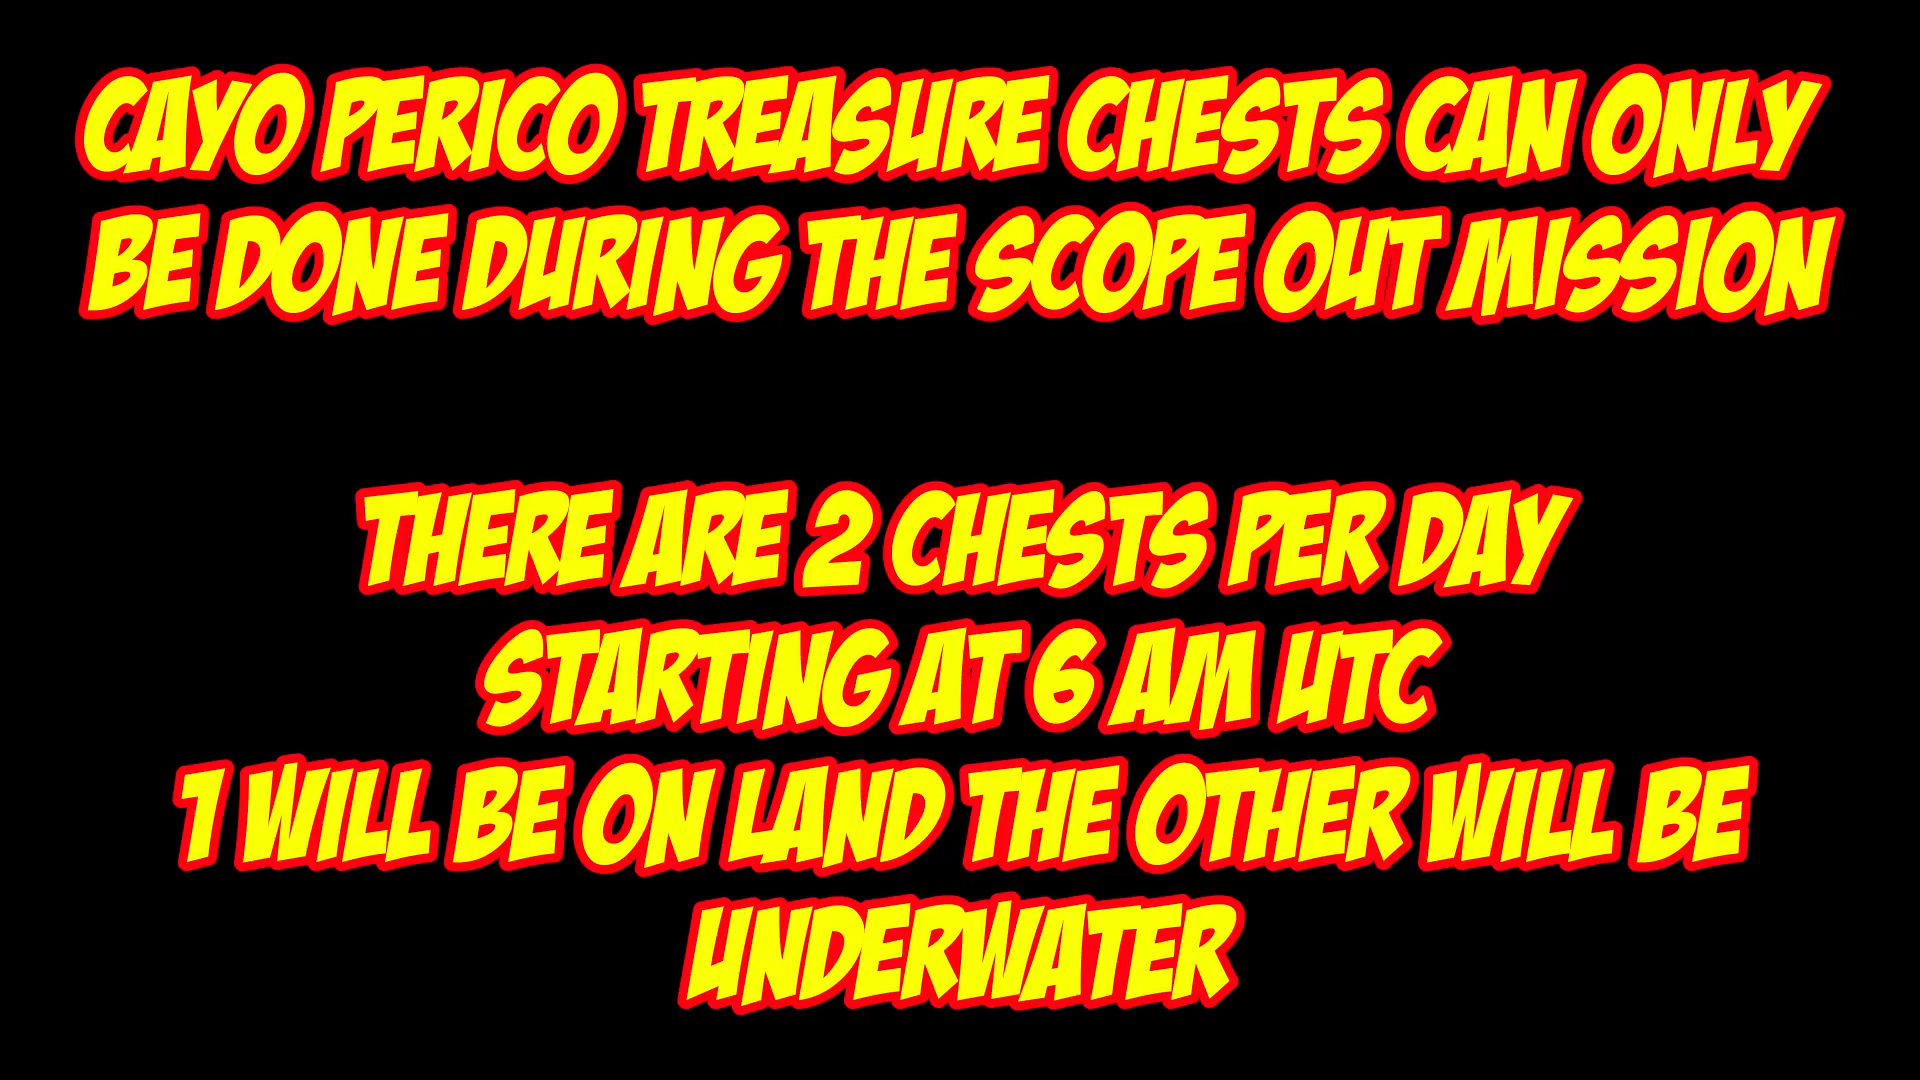 CAYO PERICO TREASURE CHESTS CAN ONLY
BE DONE DURING THE SCOPE OUT MISSION
THERE ARE 2 CHESTS PER DAY
STARTING AT 6 AM UTC
1 WILL BE ON LAND THE OTHER WILL BE
UNDERWATER